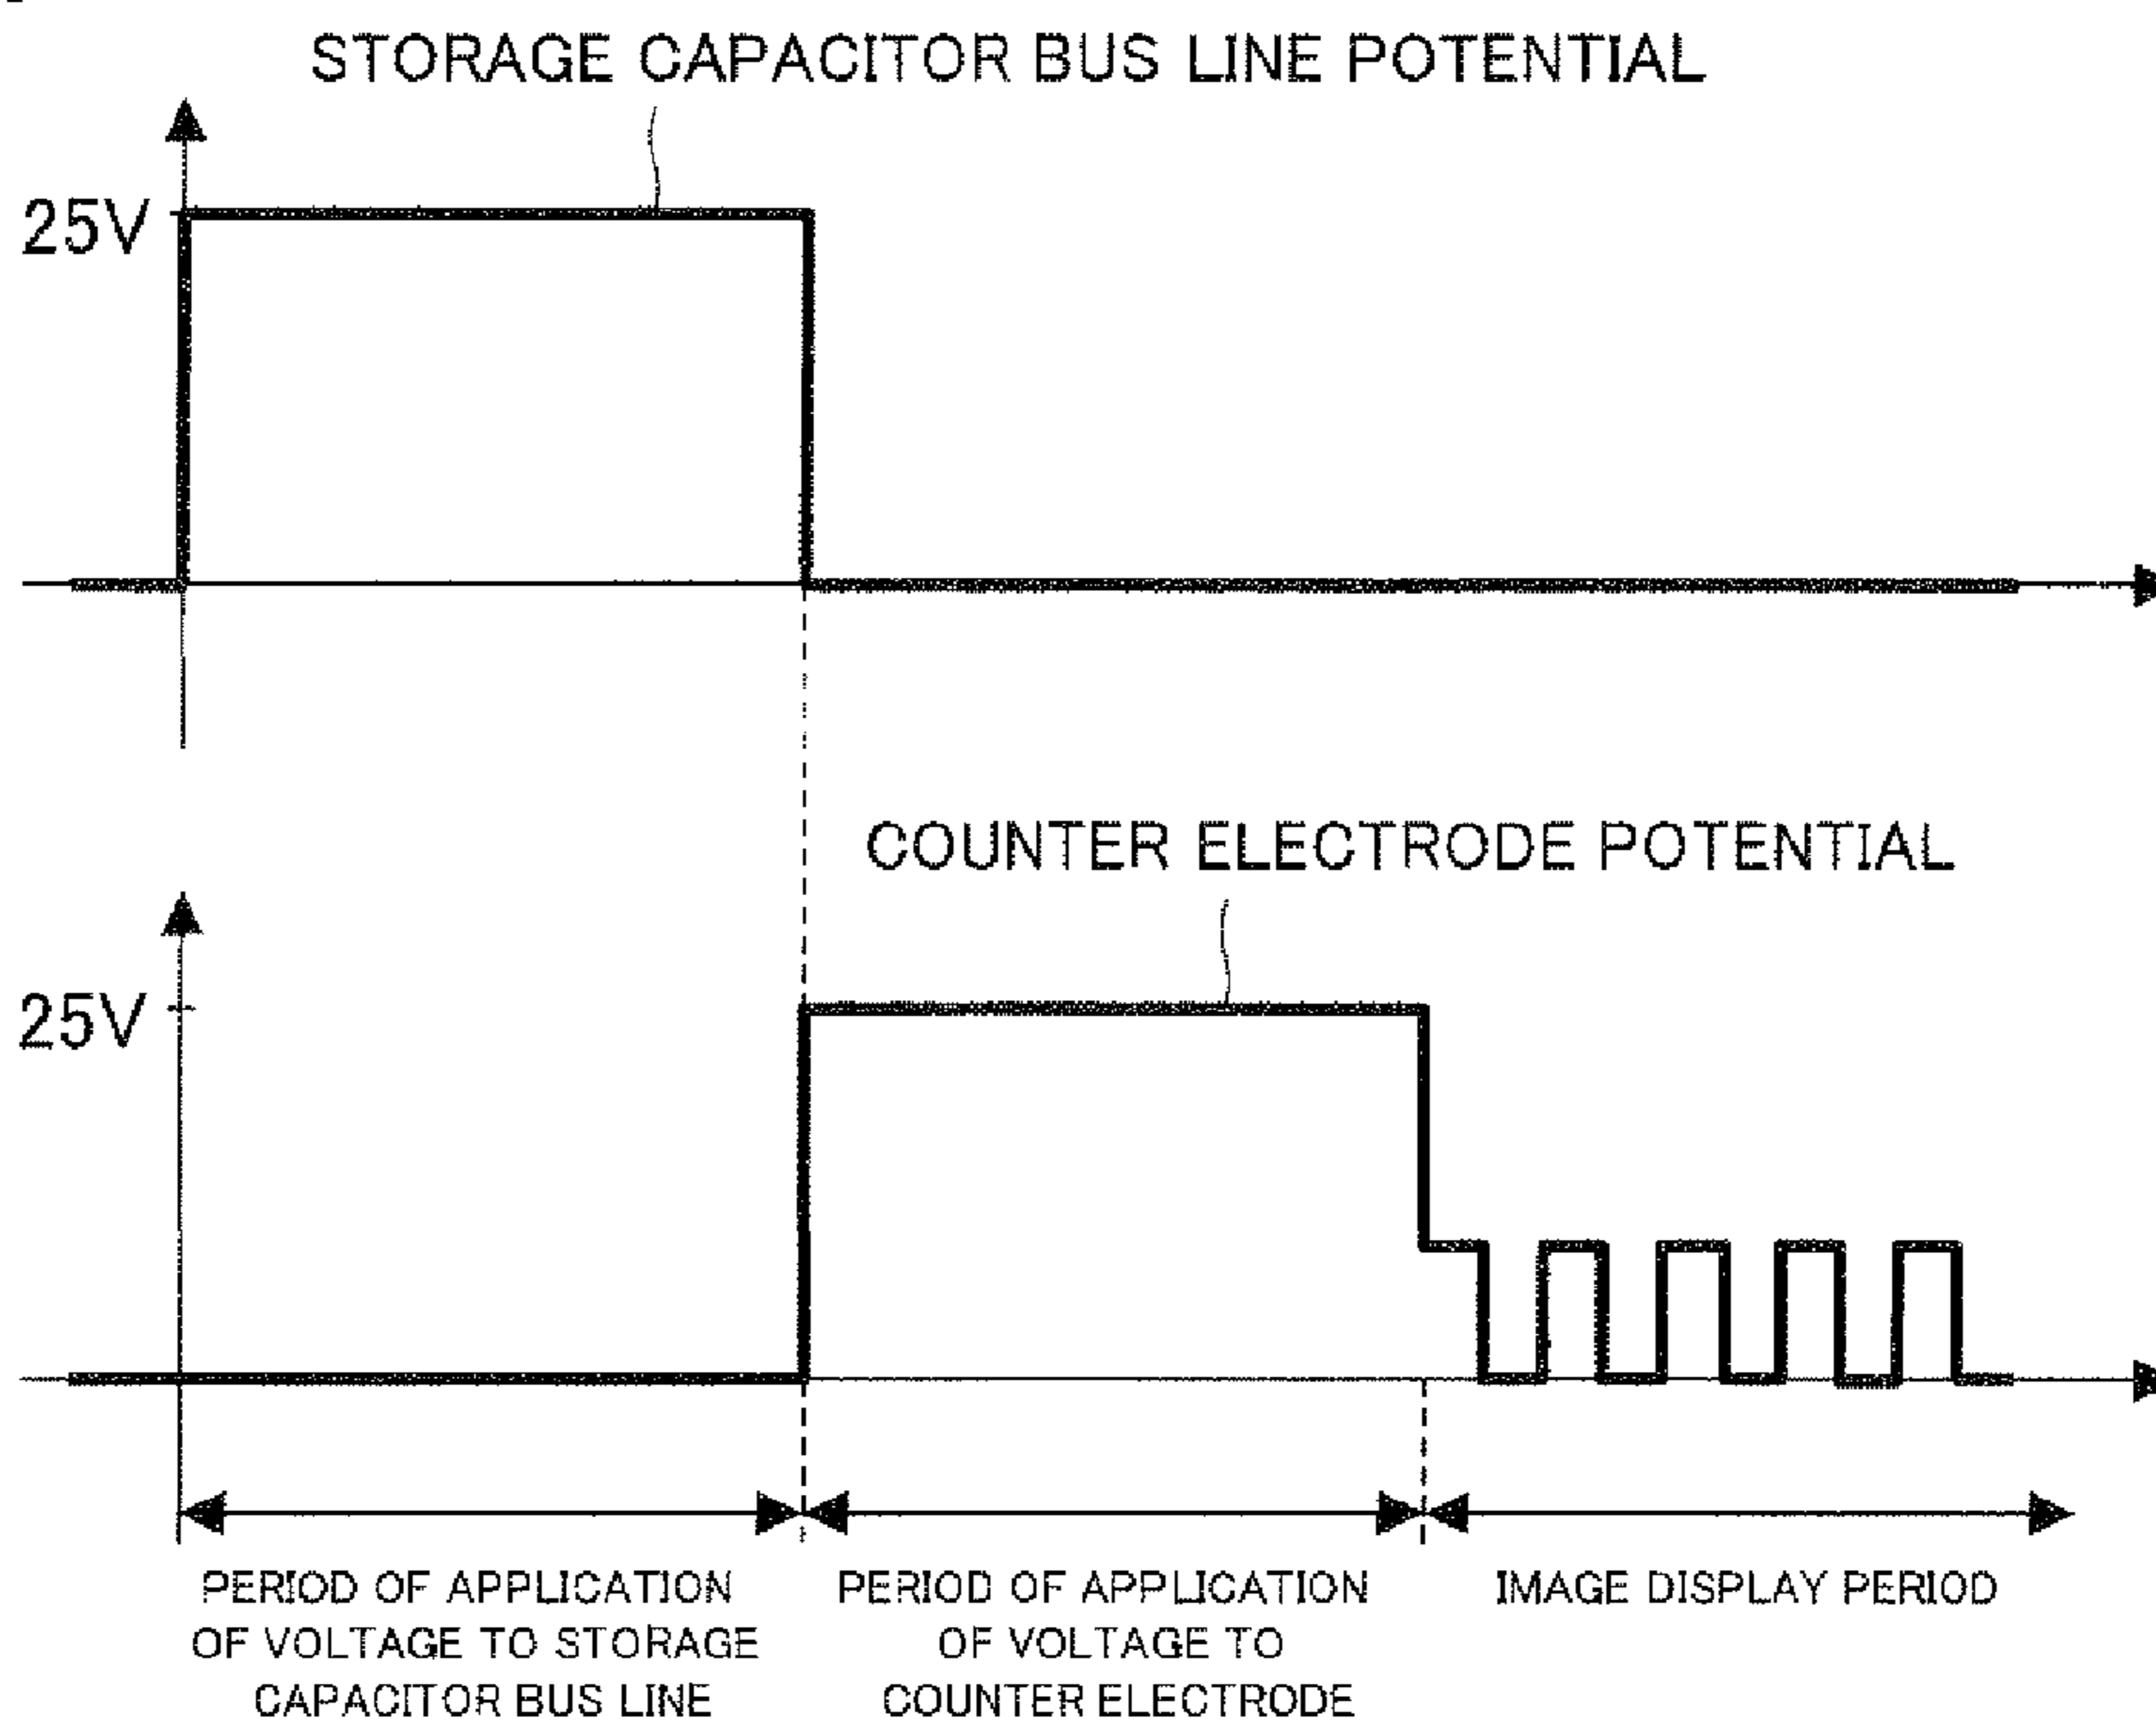 STORAGE CAPACITOR BUS LINE POTENTIAL
25V
COUNTER ELECTRODE POTENTIAL
25V
PERIOD OF APPLICATION
OF VOLTAGE TO STORAGE
CAPACITOR BUS LINE
PERIOD OF APPLICATION
OF VOLTAGE TO
COUNTER ELECTRODE
IMAGE DISPLAY PERIOD